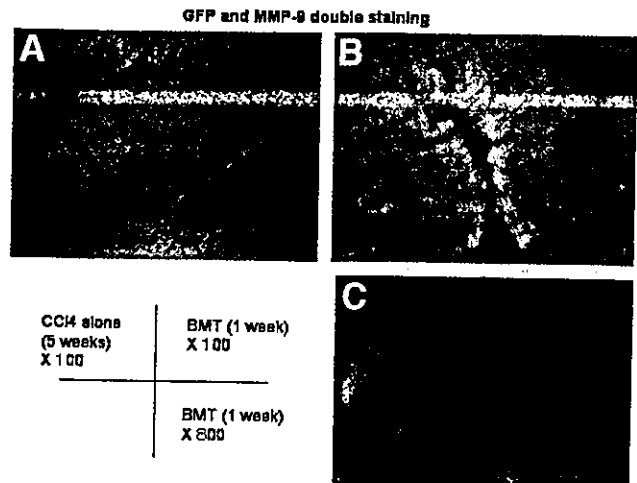 GFP and MMP-9 double staining
A
B
C
CCl4 alone
(5 weeks)
X 100
BMT (1 week)
X 100
BMT (1 week)
X 800